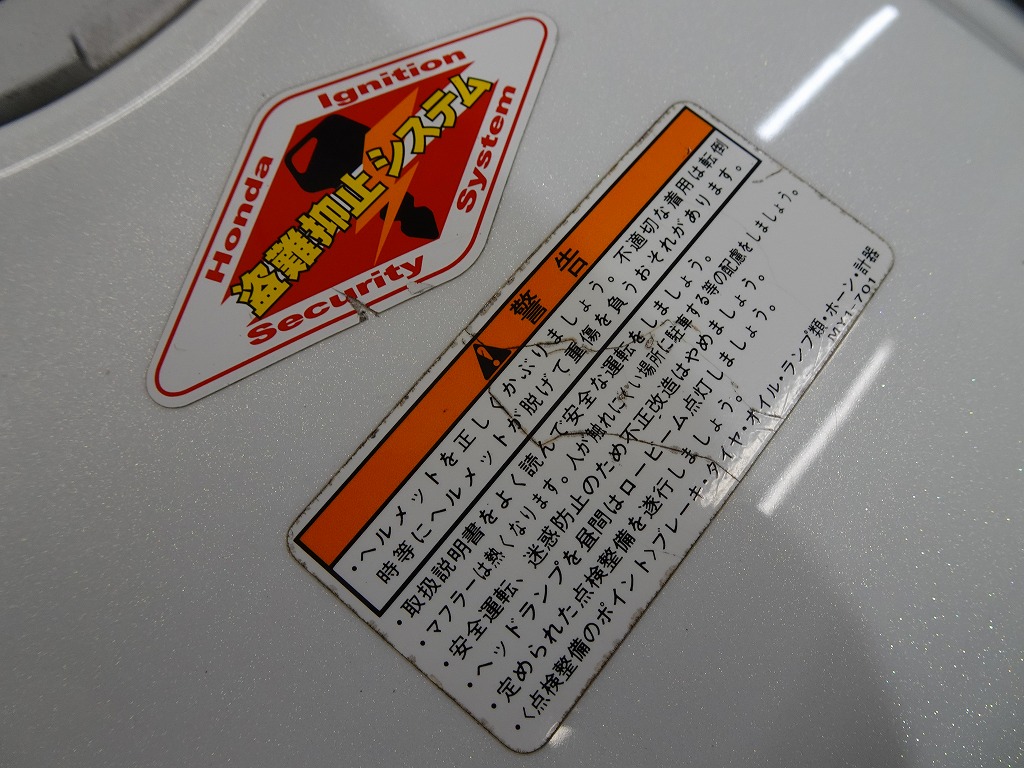 Honda
Ignition
盗難抑止システム
Security
System
警告
・ヘルメットを正しくかぶりましょう。不適切な着用は転倒
時等にヘルメットが脱げて重傷を負うおそれがあります。
・取扱説明書をよく読んで安全な運転をしましょう。
・マフラーは熱くなります。人が触れにくい場所に駐車する等の配慮をしましょう。
・安全運転、迷惑防止のため不正改造はやめましょう。
・ヘッドランプを昼間はロービーム点灯しましょう。
・定められた点検整備を遂行しましょう。
・〈点検整備のポイント〉ブレーキ・タイヤ・オイル・ランプ類・ホーン・計器